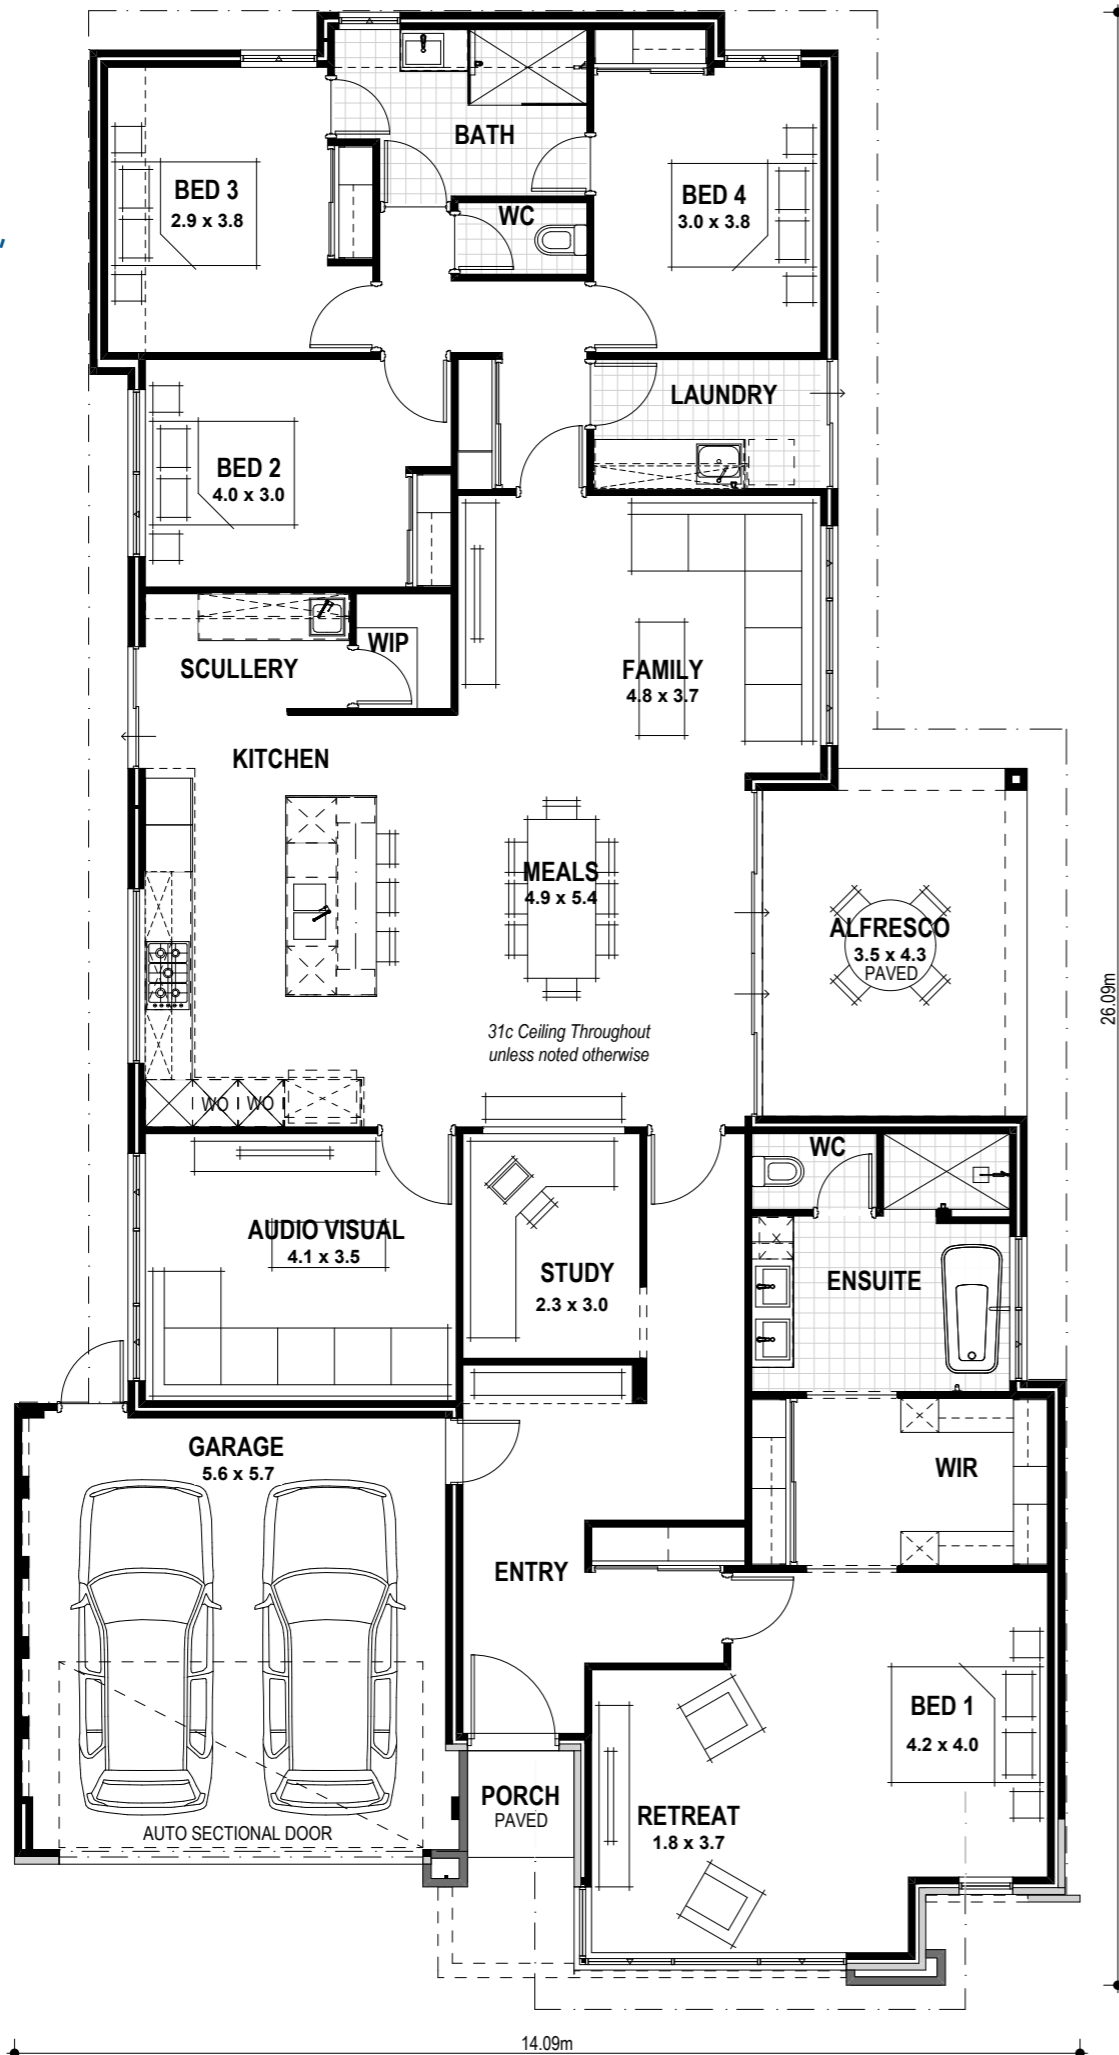 BATH
BED 3
2.9 x 3.8
BED 4
3.0 x 3.8
WC
LAUNDRY
BED 2
4.0 x 3.0
WIP
SCULLERY
FAMILY
4.8 x 3.7
KITCHEN
MEALS
4.9 x 5.4
ALFRESCO
3.5 x 4.3
PAVED
26.09m
31c Ceiling Throughout
unless noted otherwise
WO WO
WC
AUDIO VISUAL
4.1 x 3.5
STUDY
2.3 x 3.0
ENSUITE
GARAGE
5.6 x 5.7
WIR
ENTRY
BED 1
4.2 x 4.0
PORCH
PAVED
RETREAT
1.8 x 3.7
AUTO SECTIONAL DOOR
14.09m